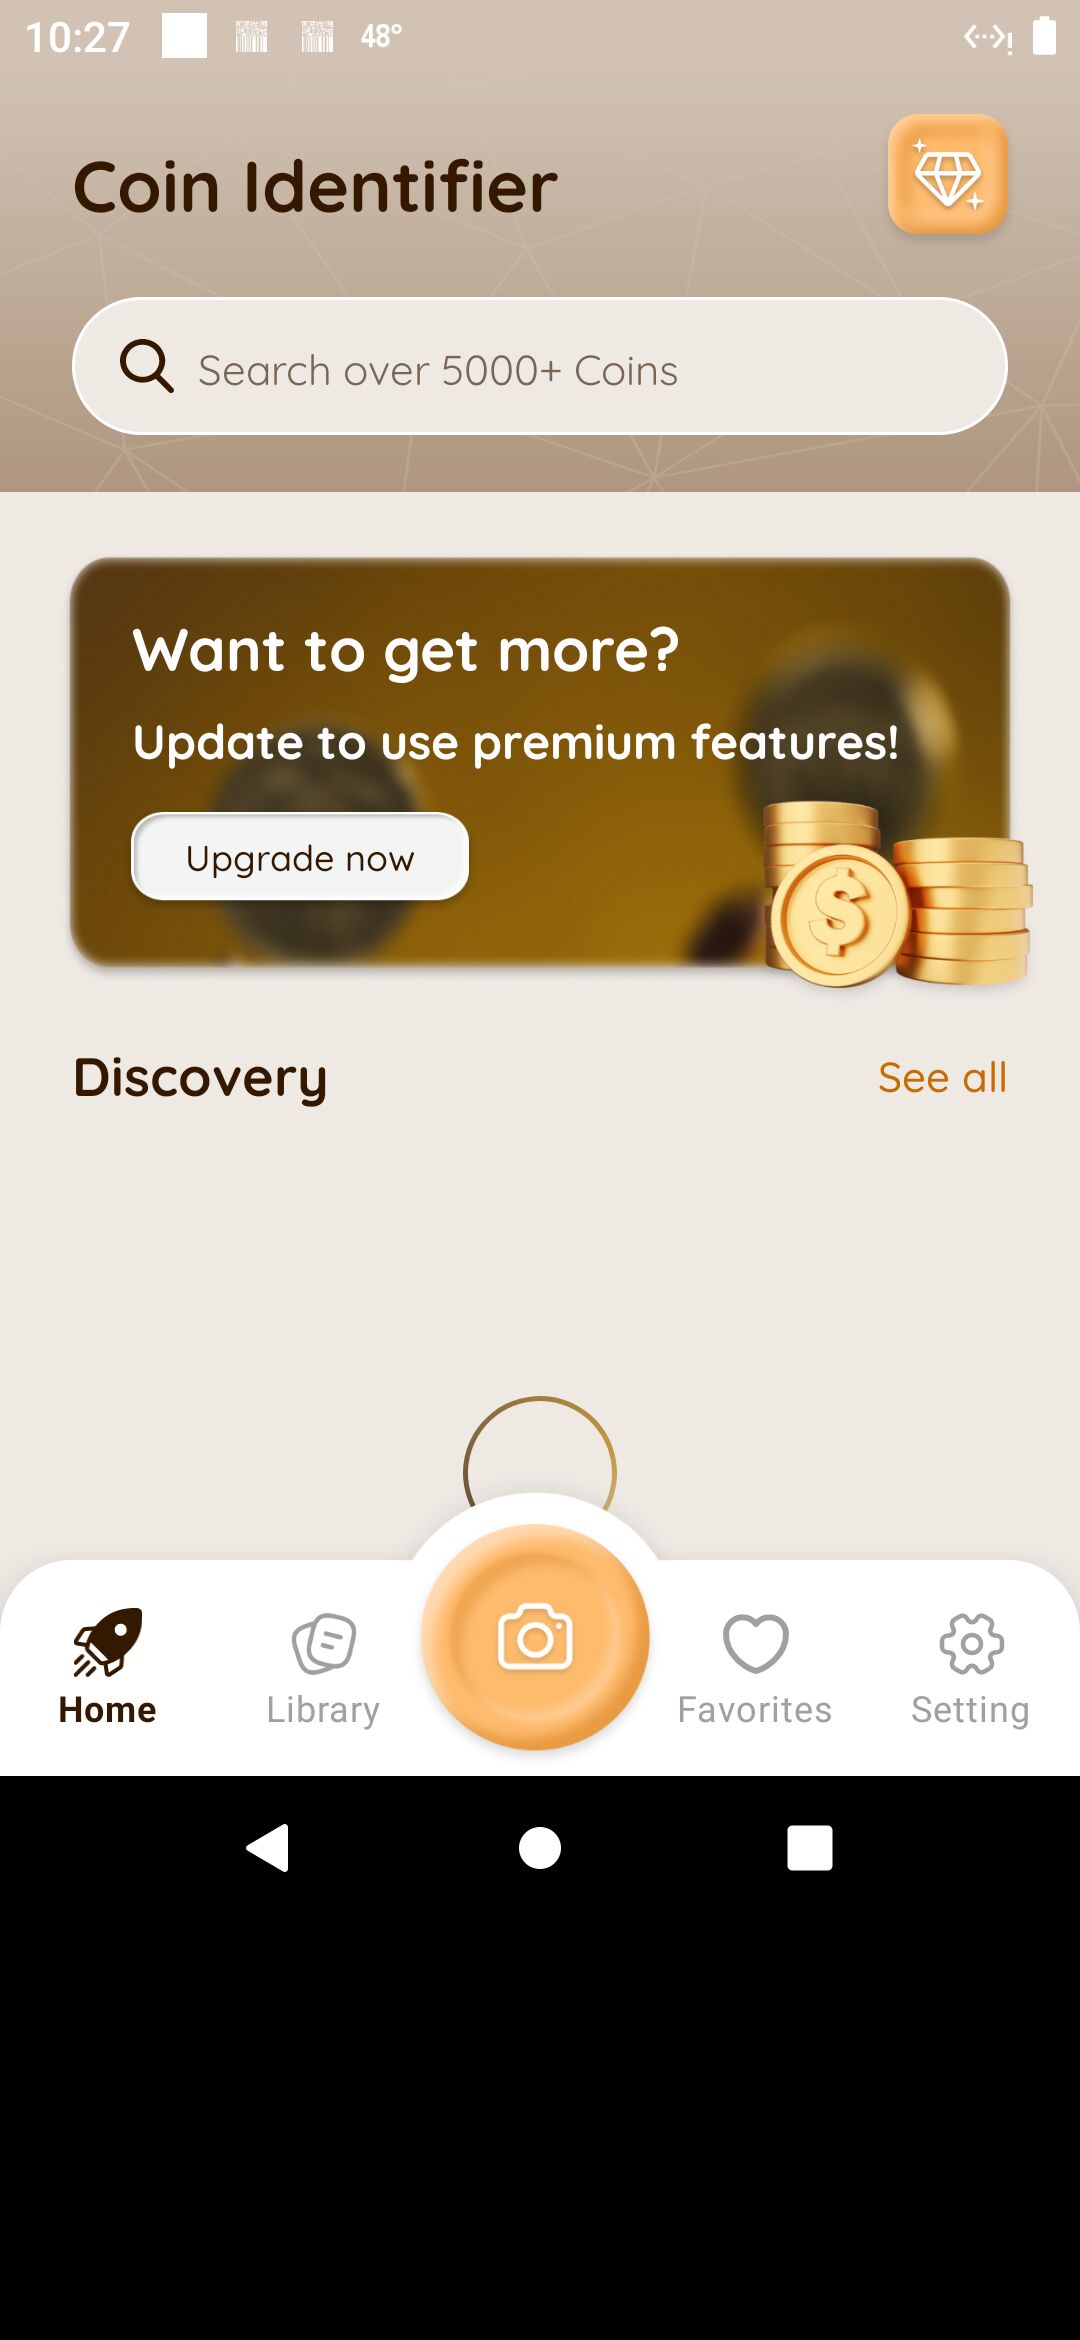 10:27 48°
Coin Identifier
Search over 5000+ Coins
Want to get more?
Update to use premium features!
Upgrade now
Discovery See all
Home Library Favorites Setting